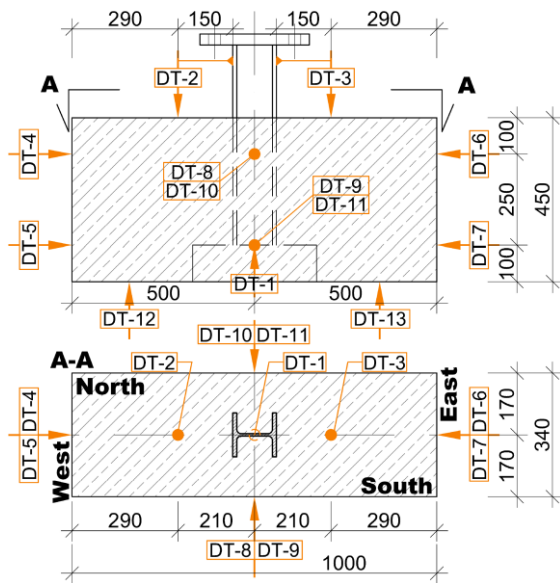 290 150 150 290
DT-2 DT-3
A A
DT-4 DT-6
DT-8
DT-10
DT-9
DT-11
DT-5 DT-7
100
250
100
450
DT-1
500 500
DT-12 DT-13
DT-10 DT-11
A-A
DT-2 DT-1 DT-3
North
East
DT-5 DT-4
DT-7 DT-6
170
170
340
West
South
290 210 210 290
DT-8 DT-9
1000